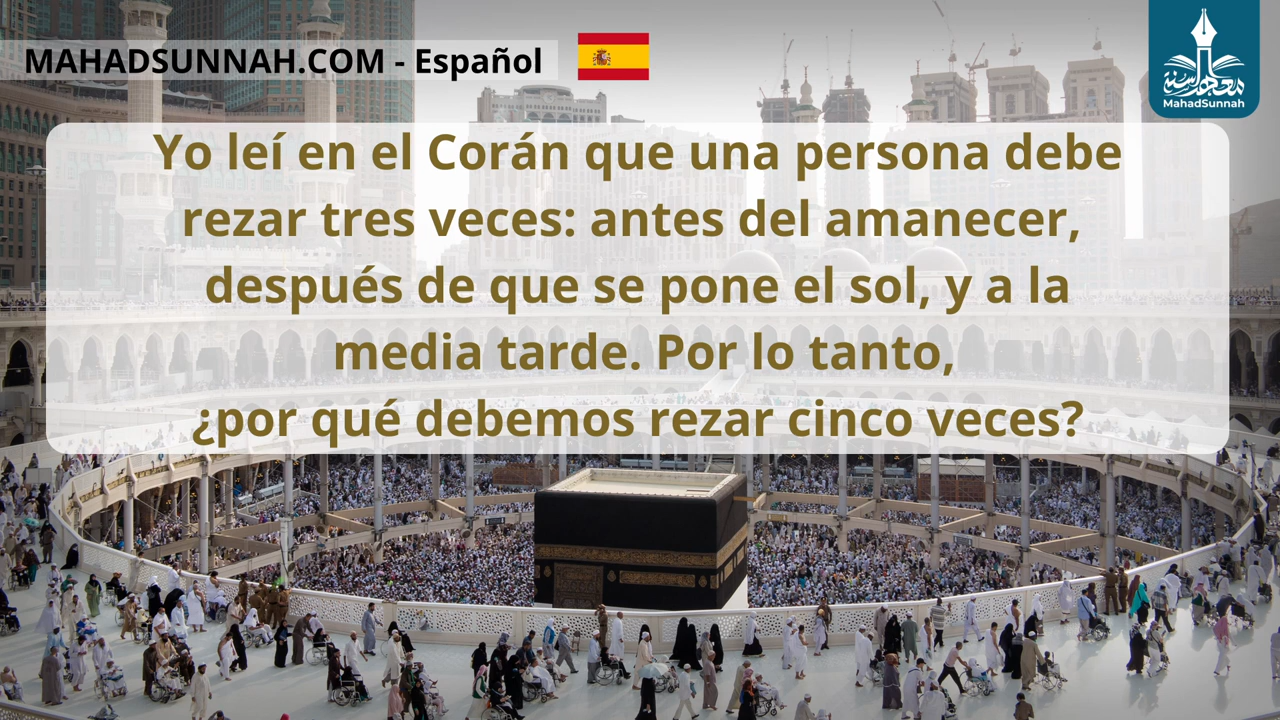 MAHADSUNNAH.COM - Español
معهد السنة
MahadSunnah
Yo leí en el Corán que una persona debe
rezar tres veces: antes del amanecer,
después de que se pone el sol, y a la
media tarde. Por lo tanto,
¿por qué debemos rezar cinco veces?